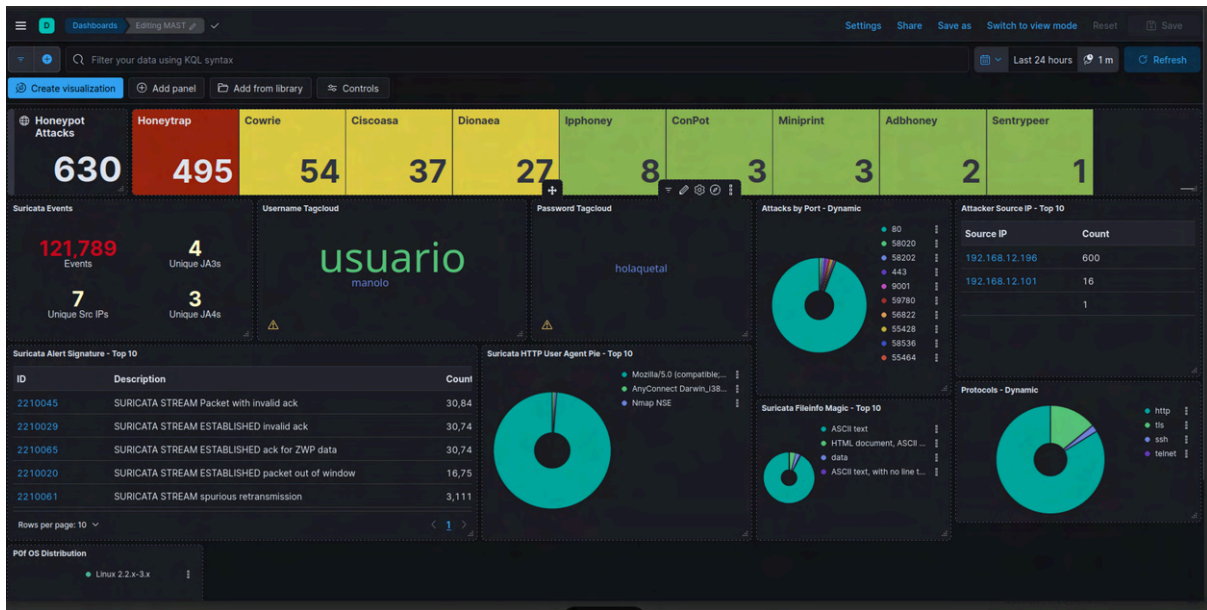 D Dashboards Editing MAST Settings Share Save as Switch to view mode Reset Save
Filter your data using KQL syntax Last 24 hours 1 m Refresh
Create visualization Add panel Add from library Controls
Honeypot Attacks
630
Honeytrap
495
Cowrie
54
Ciscoasa
37
Dionaea
27
Ipphoney
8
ConPot
3
Miniprint
3
Adbhoney
2
Sentrypeer
1
Suricata Events
121,789
Events
4
Unique JA3s
7
Unique Src IPs
3
Unique JA4s
Username Tagcloud
usuario
manolo
Password Tagcloud
holaquetal
Attacks by Port - Dynamic
80
58020
58202
443
9001
59780
56822
55428
58536
55464
Attacker Source IP - Top 10
Source IP Count
192.168.12.196 600
192.168.12.101 16
1
Suricata Alert Signature - Top 10
ID Description Count
2210045 SURICATA STREAM Packet with invalid ack 30,84
2210029 SURICATA STREAM ESTABLISHED invalid ack 30,74
2210065 SURICATA STREAM ESTABLISHED ack for ZWP data 30,74
2210020 SURICATA STREAM ESTABLISHED packet out of window 16,75
2210061 SURICATA STREAM spurious retransmission 3,111
Rows per page: 10 < 1 >
Suricata HTTP User Agent Pie - Top 10
Mozilla/5.0 (compatible;...
AnyConnect Darwin_i38...
Nmap NSE
Suricata Fileinfo Magic - Top 10
ASCII text
HTML document, ASCII ...
data
ASCII text, with no line t...
Protocols - Dynamic
http
tls
ssh
telnet
P0f OS Distribution
Linux 2.2.x-3.x